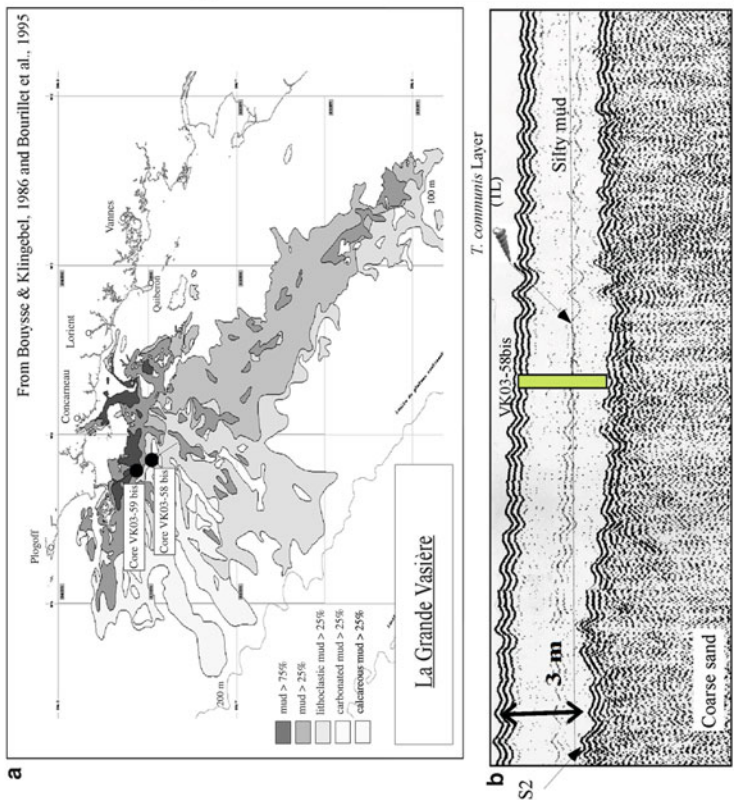 a
From Bouysse & Klingebel, 1986 and Bourillet et al., 1995
Plogoff
Concarneau
Lorient
Vannes
Quiberon
Core VK03-59 bis
Core VK03-58 bis
200 m
100 m
mud > 75%
mud > 25%
lithoclastic mud > 25%
carbonated mud > 25%
calcareous mud > 25%
La Grande Vasière
b
S2
3 m
Coarse sand
VK03-58bis
T. communis Layer
(TL)
Silty mud